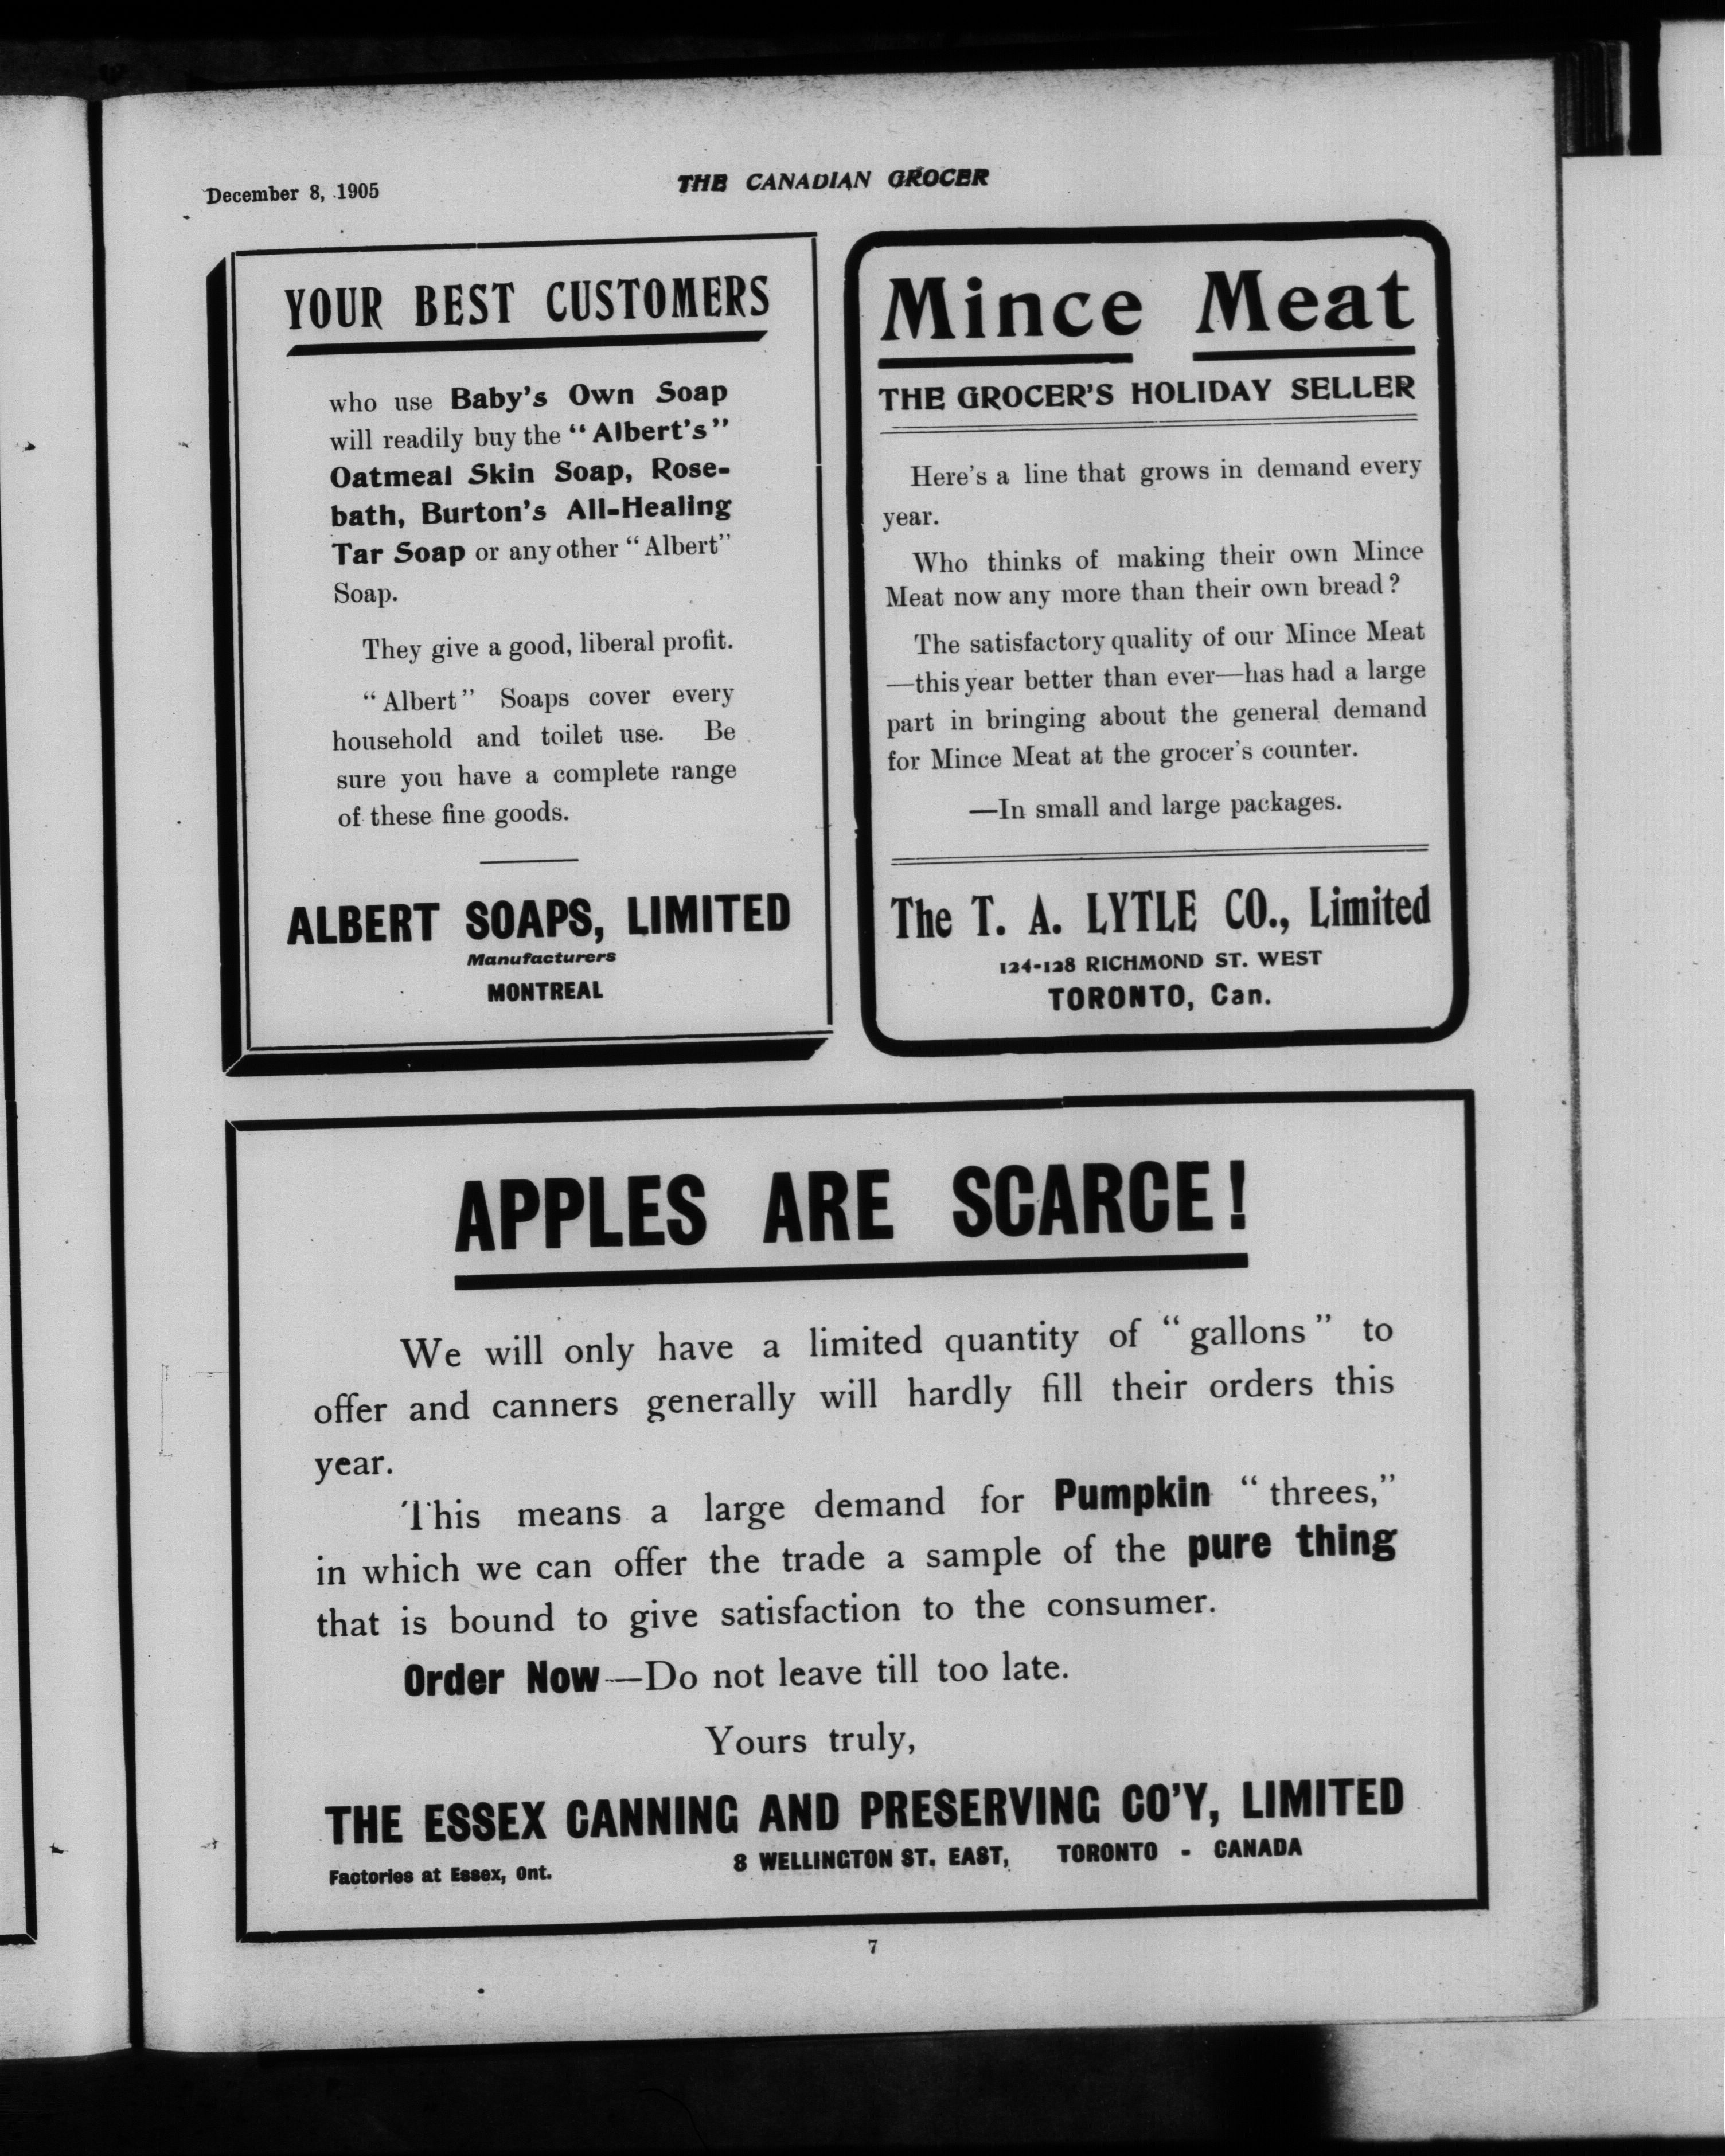 December 8, 1905
THE CANADIAN GROCER
YOUR BEST CUSTOMERS
who use Baby's Own Soap
will readily buy the "Albert's"
Oatmeal Skin Soap, Rose-
bath, Burton's All-Healing
Tar Soap or any other "Albert"
Soap.
They give a good, liberal profit.
"Albert" Soaps cover every
household and toilet use. Be
sure you have a complete range
of these fine goods.
ALBERT SOAPS, LIMITED
Manufacturers
MONTREAL
Mince Meat
THE GROCER'S HOLIDAY SELLER
Here's a line that grows in demand every
year.
Who thinks of making their own Mince
Meat now any more than their own bread?
The satisfactory quality of our Mince Meat
—this year better than ever—has had a large
part in bringing about the general demand
for Mince Meat at the grocer's counter.
—In small and large packages.
The T. A. LYTLE CO., Limited
124-128 RICHMOND ST. WEST
TORONTO, Can.
APPLES ARE SCARCE!
We will only have a limited quantity of "gallons" to
offer and canners generally will hardly fill their orders this
year.
This means a large demand for Pumpkin "threes,"
in which we can offer the trade a sample of the pure thing
that is bound to give satisfaction to the consumer.
Order Now—Do not leave till too late.
Yours truly,
THE ESSEX CANNING AND PRESERVING CO'Y, LIMITED
Factories at Essex, Ont.
8 WELLINGTON ST. EAST, TORONTO - CANADA
7